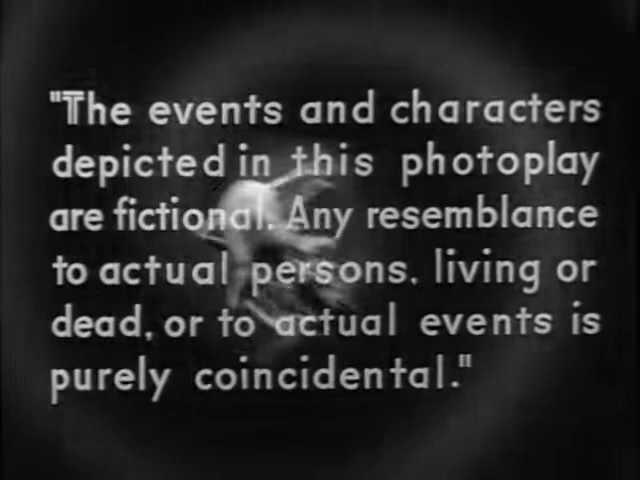 "The events and characters
depicted in this photoplay
are fictional. Any resemblance
to actual persons, living or
dead, or to actual events is
purely coincidental."